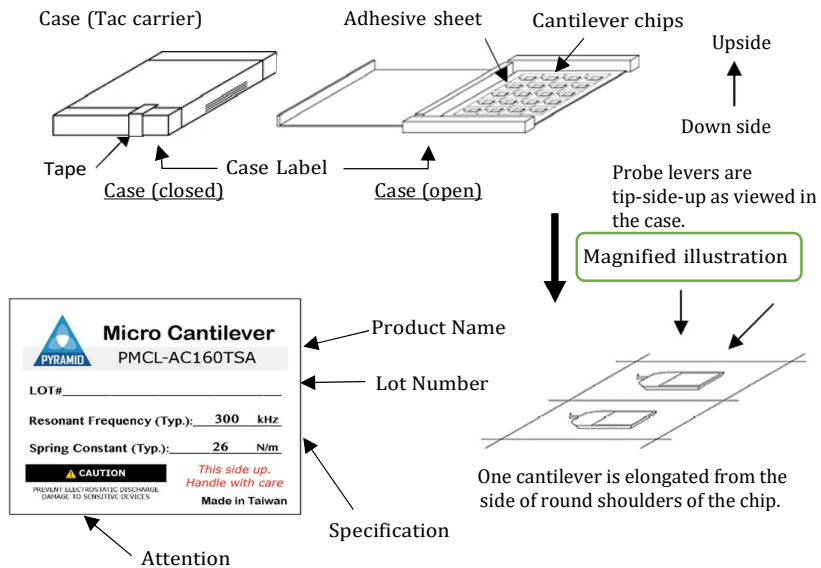 Case (Tac carrier)
Adhesive sheet
Cantilever chips
Upside
Down side
Tape
Case Label
Case (closed)
Case (open)
Probe levers are
tip-side-up as viewed in
the case.
Magnified illustration
PYRAMID
Micro Cantilever
PMCL-AC160TSA
Product Name
LOT#
Lot Number
Resonant Frequency (Typ.): 300 kHz
Spring Constant (Typ.): 26 N/m
CAUTION
PREVENT ELECTROSTATIC DISCHARGE
DAMAGE TO SENSITIVE DEVICES
This side up.
Handle with care
Made in Taiwan
Specification
Attention
One cantilever is elongated from the
side of round shoulders of the chip.